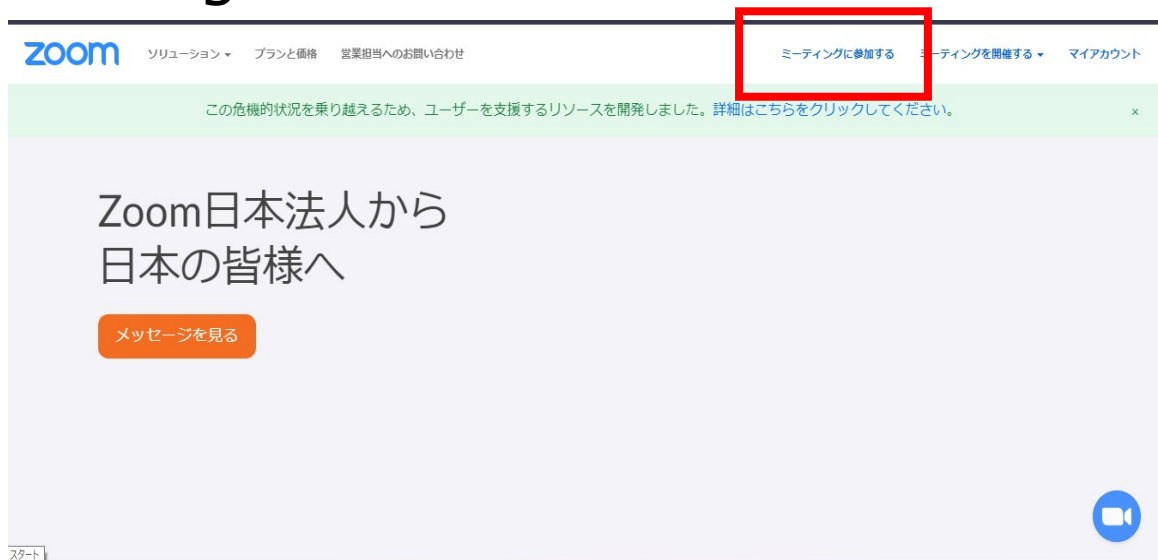 zoom ソリューション プランと価格 営業担当へのお問い合わせ ミーティングに参加する ミーティングを開催する マイアカウント
この危機的状況を乗り越えるため、ユーザーを支援するリソースを開発しました。詳細はこちらをクリックしてください。 ×
Zoom日本法人から
日本の皆様へ
メッセージを見る
スタート